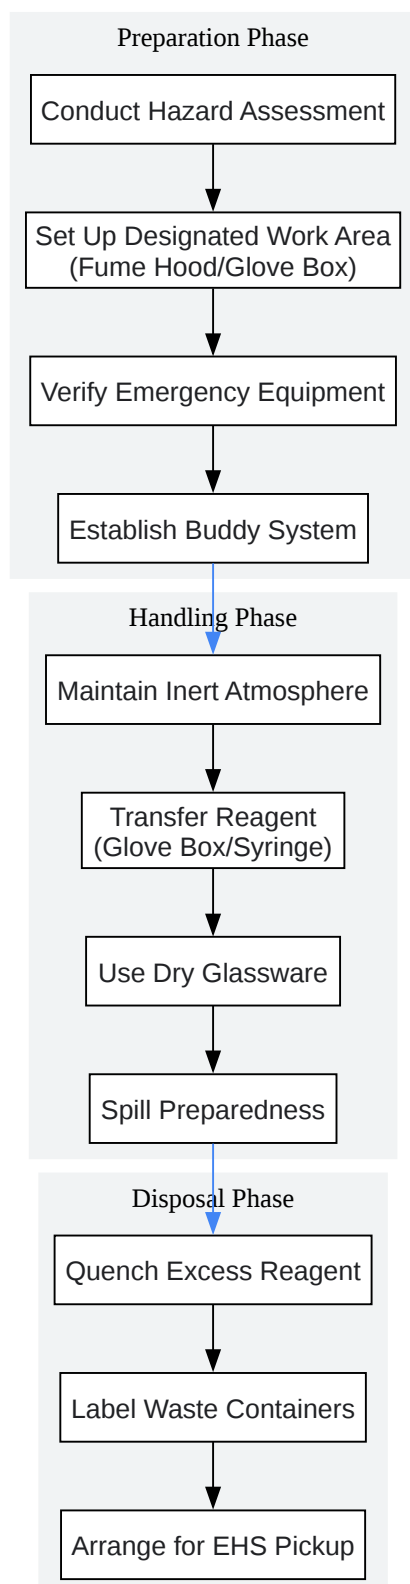 Preparation Phase
Conduct Hazard Assessment
Set Up Designated Work Area
(Fume Hood/Glove Box)
Verify Emergency Equipment
Establish Buddy System
Handling Phase
Maintain Inert Atmosphere
Transfer Reagent
(Glove Box/Syringe)
Use Dry Glassware
Spill Preparedness
Disposal Phase
Quench Excess Reagent
Label Waste Containers
Arrange for EHS Pickup